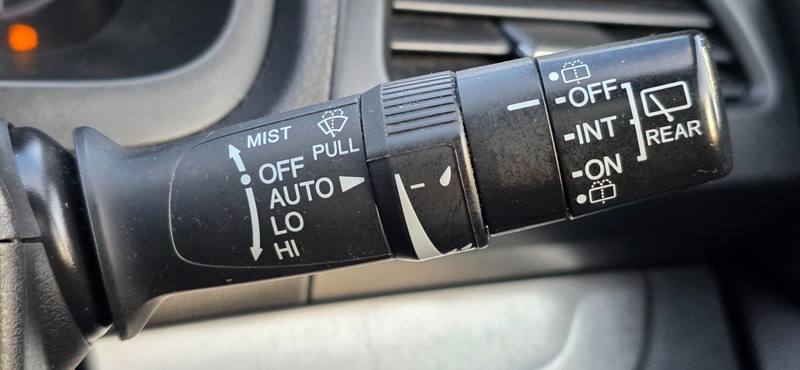 MIST
PULL
OFF
AUTO
LO
HI
OFF
INT
ON
REAR